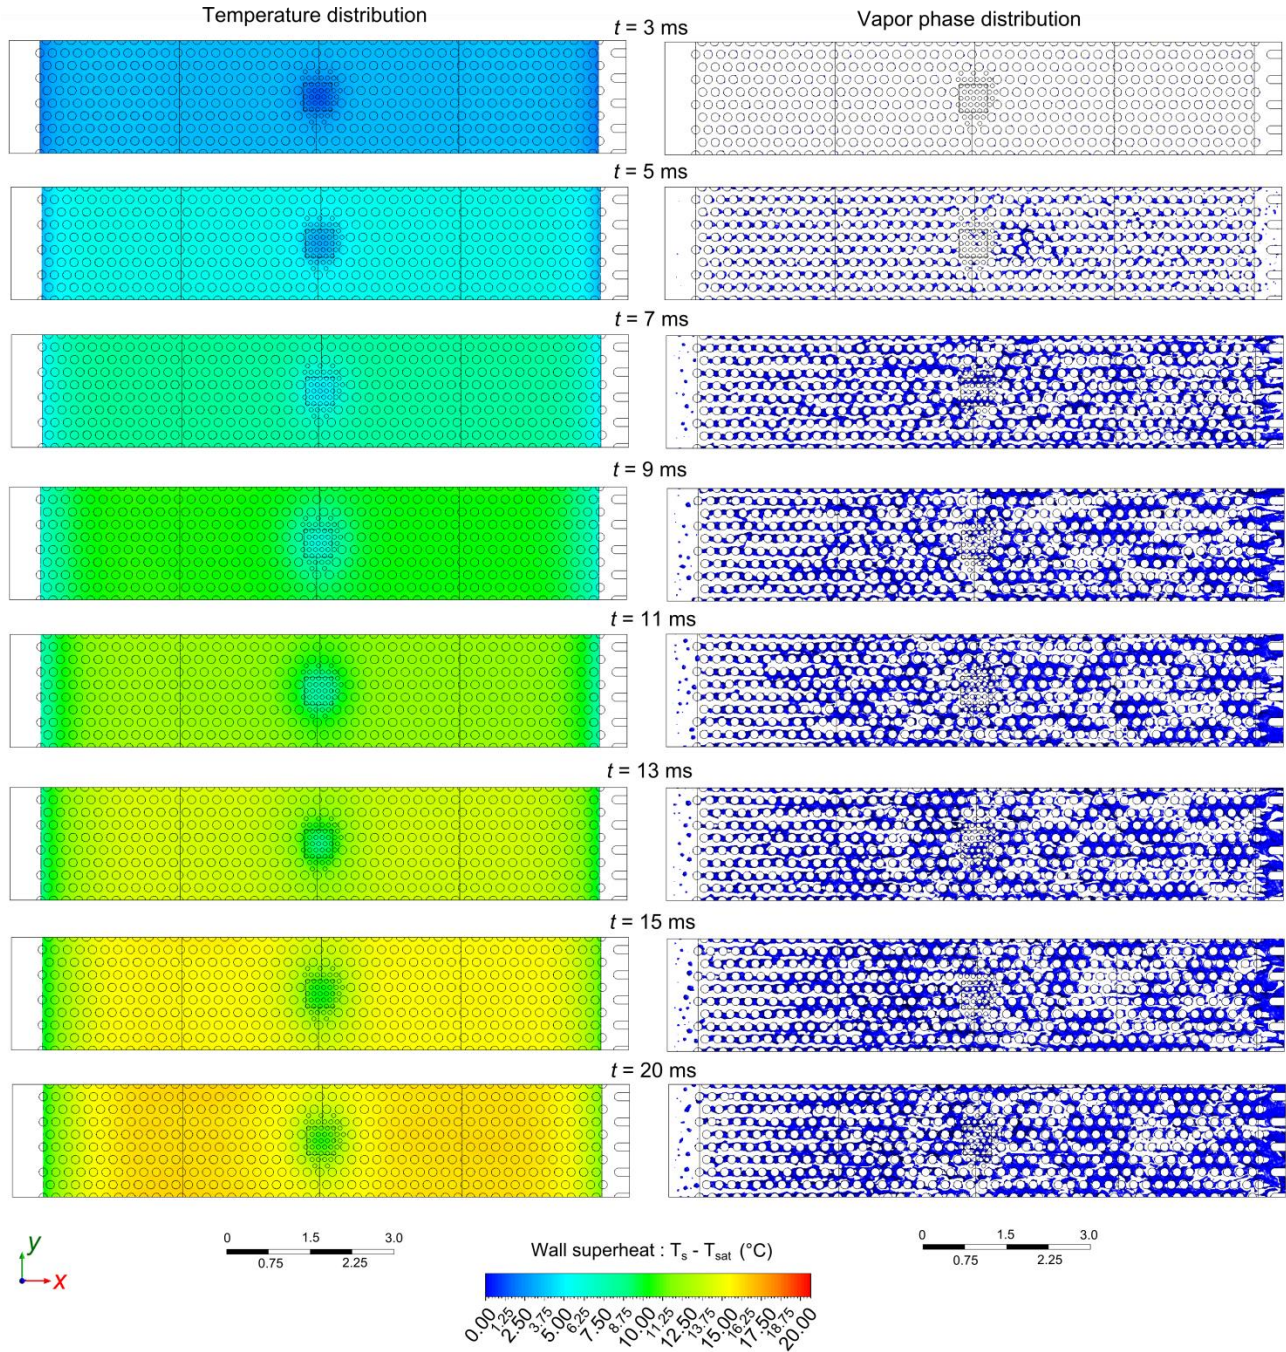 Temperature distribution
Vapor phase distribution
t = 3 ms
t = 5 ms
t = 7 ms
t = 9 ms
t = 11 ms
t = 13 ms
t = 15 ms
t = 20 ms
y
x
0 1.5 3.0
0.75 2.25
Wall superheat : Ts - Tsat (°C)
0 1.5 3.0
0.75 2.25
0.00 1.25 2.50 3.75 5.00 6.25 7.50 8.75 10.00 11.25 12.50 13.75 15.00 16.25 17.50 18.75 20.00